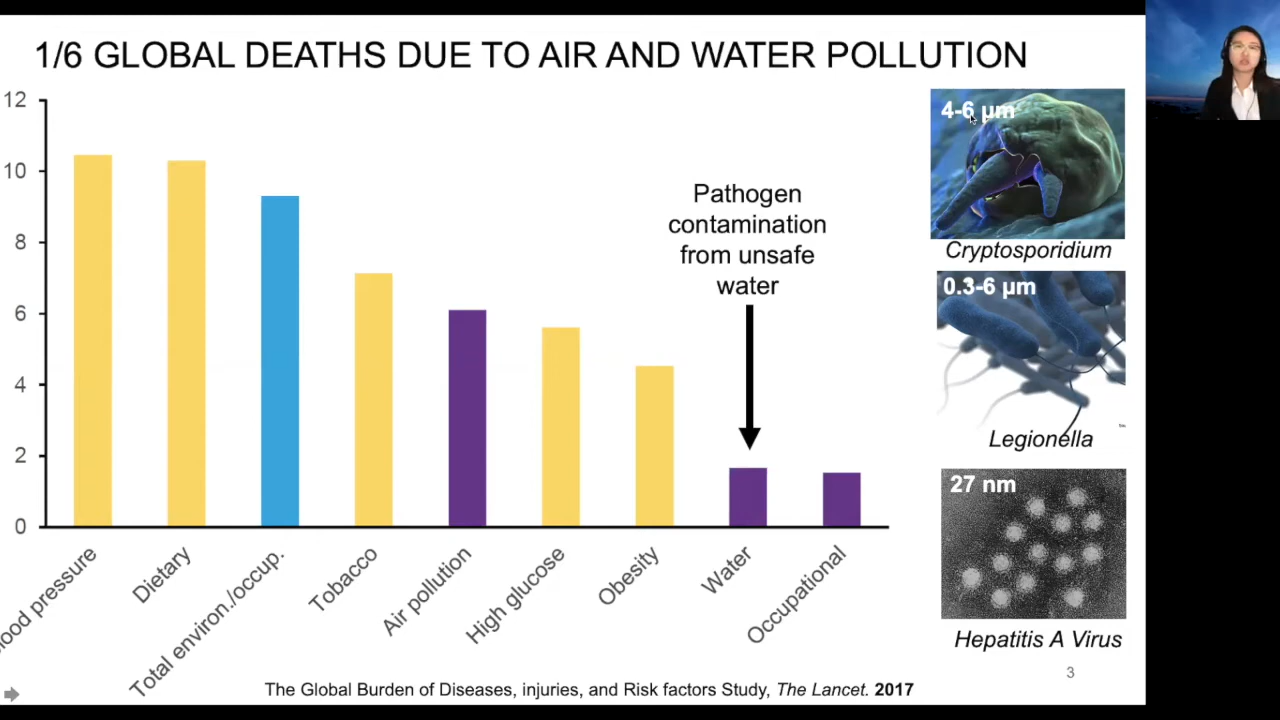 1/6 GLOBAL DEATHS DUE TO AIR AND WATER POLLUTION
12
10
8
6
4
2
0
lood pressure
Dietary
Total environ./occup.
Tobacco
Air pollution
High glucose
Obesity
Water
Occupational
Pathogen
contamination
from unsafe
water
4-6 µm
Cryptosporidium
0.3-6 µm
Legionella
27 nm
Hepatitis A Virus
3
The Global Burden of Diseases, injuries, and Risk factors Study, The Lancet. 2017